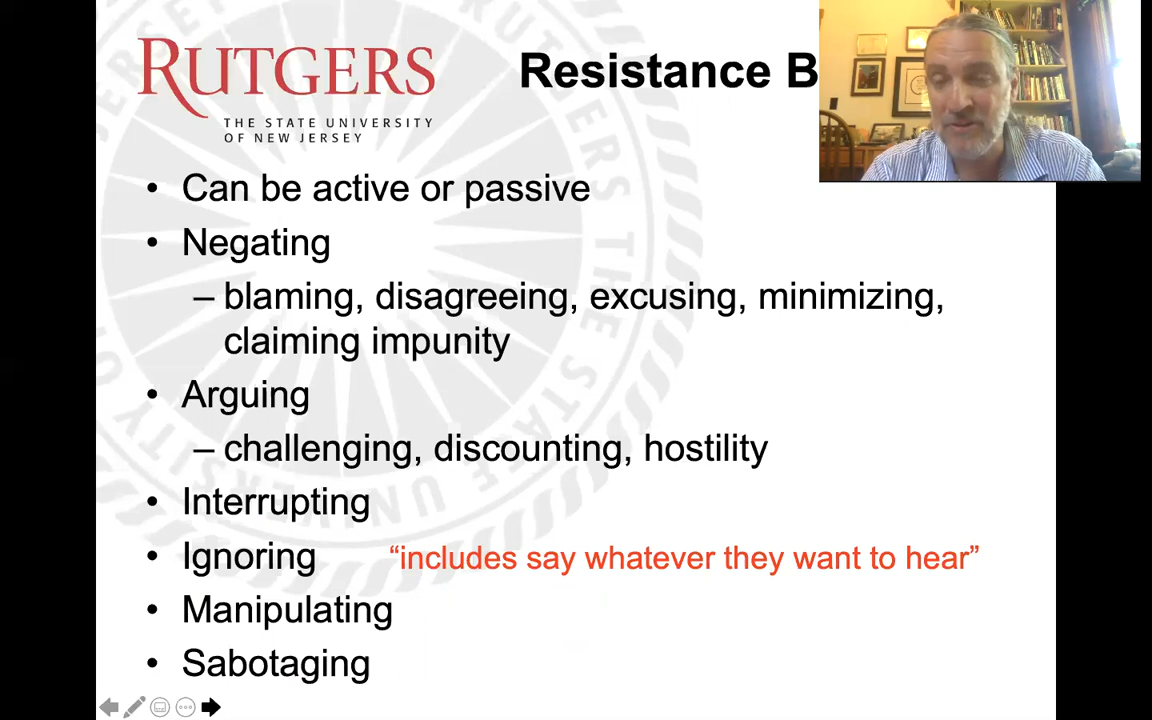 RUTGERS
THE STATE UNIVERSITY
OF NEW JERSEY
Resistance B
• Can be active or passive
• Negating
– blaming, disagreeing, excusing, minimizing,
claiming impunity
• Arguing
– challenging, discounting, hostility
• Interrupting
• Ignoring “includes say whatever they want to hear”
• Manipulating
• Sabotaging